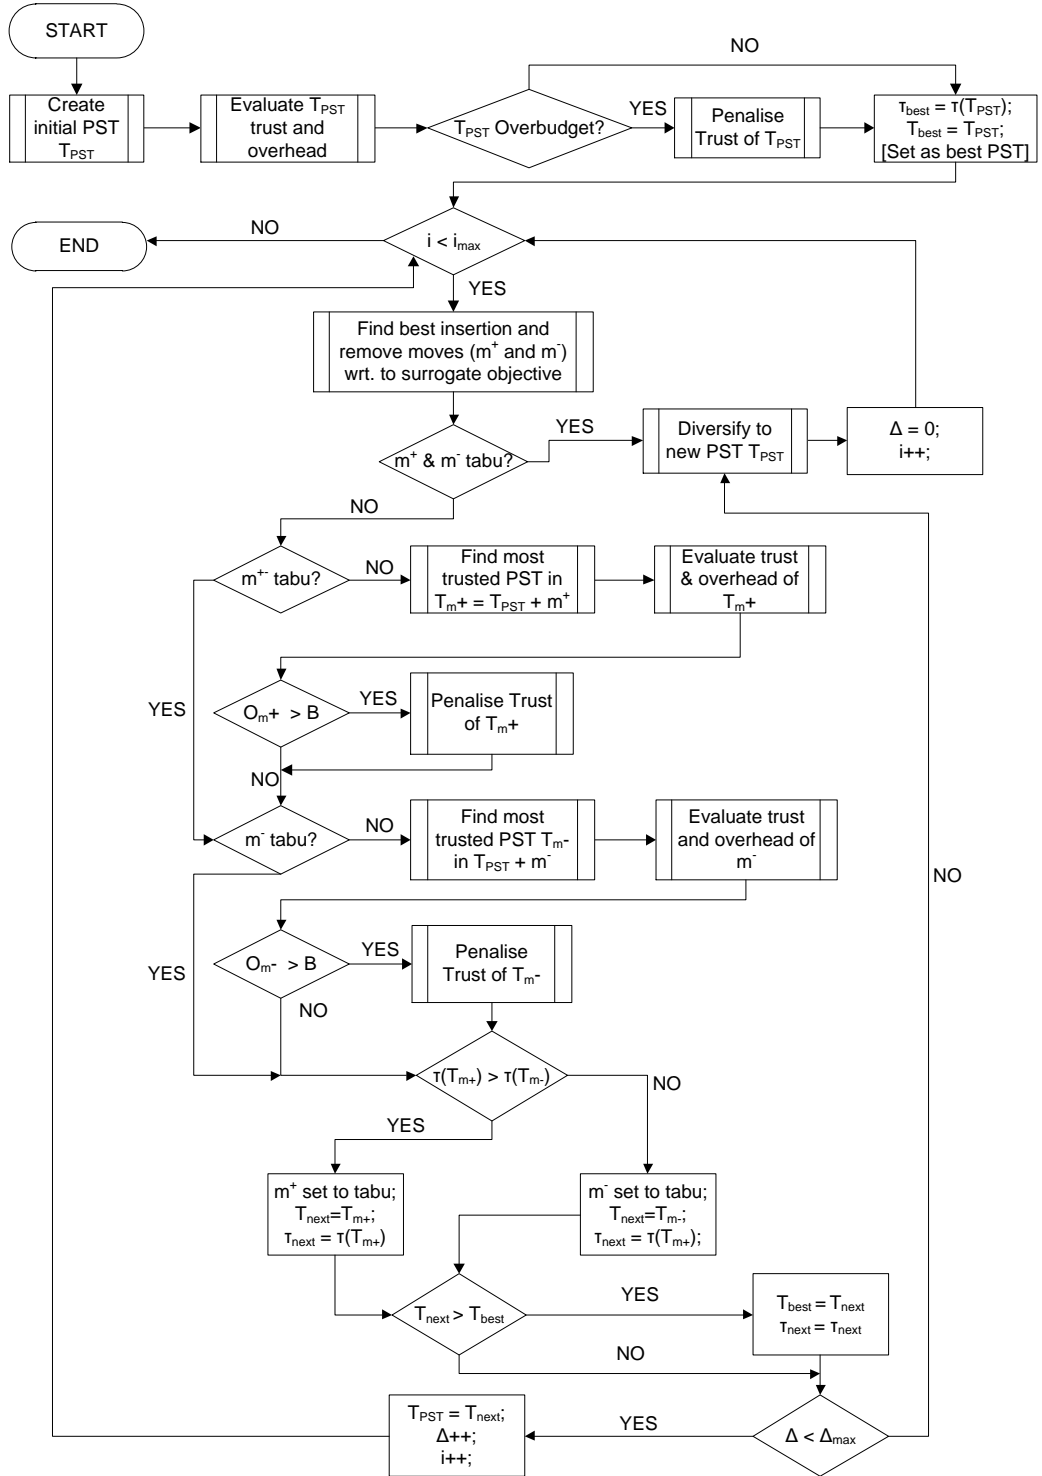 START
NO
Create
initial PST
T_PST
Evaluate T_PST
trust and
overhead
T_PST Overbudget?
YES
Penalise
Trust of T_PST
τ_best = τ(T_PST);
T_best = T_PST;
[Set as best PST]
END
NO
i < i_max
YES
Find best insertion and
remove moves (m⁺ and m⁻)
wrt. to surrogate objective
m⁺ & m⁻ tabu?
YES
Diversify to
new PST T_PST
Δ = 0;
i++;
NO
m⁺⁻ tabu?
NO
Find most
trusted PST in
T_m+ = T_PST + m⁺
Evaluate trust
& overhead of
T_m+
YES
O_m+ > B
YES
Penalise Trust
of T_m+
NO
m⁻ tabu?
NO
Find most
trusted PST T_m-
in T_PST + m⁻
Evaluate trust
and overhead of
m⁻
NO
YES
O_m- > B
YES
Penalise
Trust of T_m-
NO
τ(T_m+) > τ(T_m-)
NO
YES
m⁺ set to tabu;
T_next=T_m+;
τ_next = τ(T_m+)
m⁻ set to tabu;
T_next=T_m-;
τ_next = τ(T_m+);
T_next > T_best
YES
T_best = T_next
τ_next = τ_next
NO
T_PST = T_next;
Δ++;
i++;
YES
Δ < Δ_max